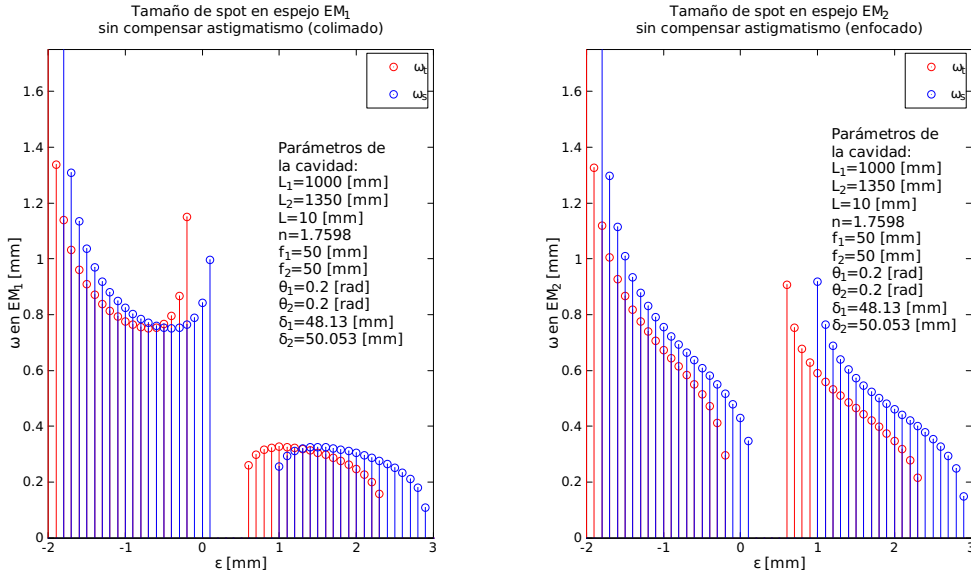 Tamaño de spot en espejo EM₁
sin compensar astigmatismo (colimado)
ω en EM₁ [mm]
1.6
1.4
1.2
1
0.8
0.6
0.4
0.2
0
-2
-1
0
1
2
3
ε [mm]
ωₜ
ωₛ
Parámetros de
la cavidad:
L₁=1000 [mm]
L₂=1350 [mm]
L=10 [mm]
n=1.7598
f₁=50 [mm]
f₂=50 [mm]
θ₁=0.2 [rad]
θ₂=0.2 [rad]
δ₁=48.13 [mm]
δ₂=50.053 [mm]
Tamaño de spot en espejo EM₂
sin compensar astigmatismo (enfocado)
ω en EM₂ [mm]
1.6
1.4
1.2
1
0.8
0.6
0.4
0.2
0
-2
-1
0
1
2
3
ε [mm]
ωₜ
ωₛ
Parámetros de
la cavidad:
L₁=1000 [mm]
L₂=1350 [mm]
L=10 [mm]
n=1.7598
f₁=50 [mm]
f₂=50 [mm]
θ₁=0.2 [rad]
θ₂=0.2 [rad]
δ₁=48.13 [mm]
δ₂=50.053 [mm]